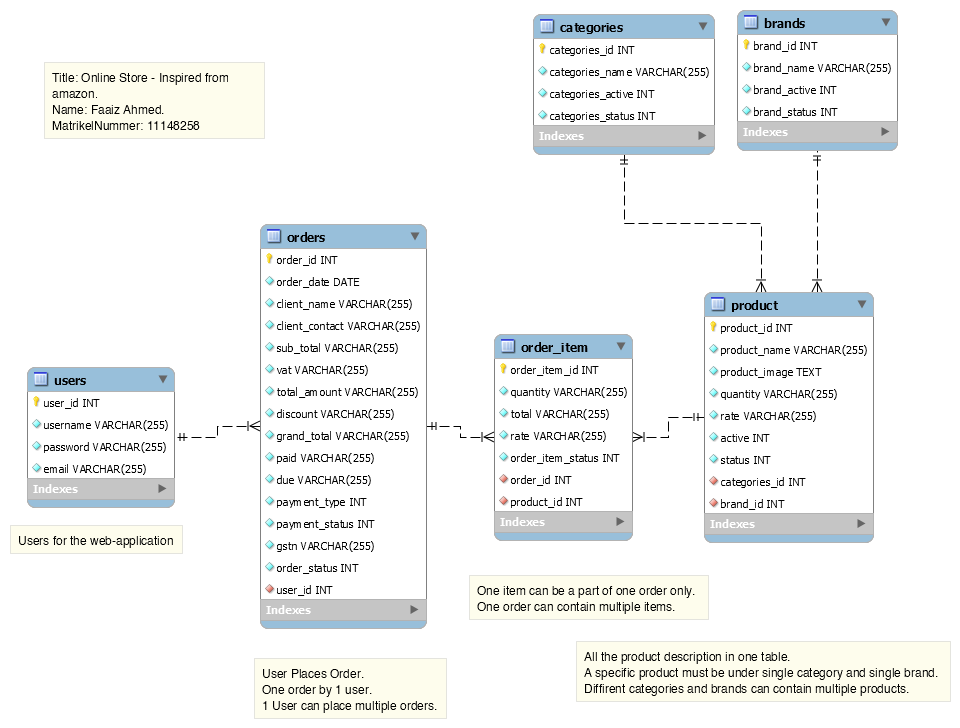 Title: Online Store - Inspired from
amazon.
Name: Faaiz Ahmed.
MatrikelNummer: 11148258
categories
categories_id INT
categories_name VARCHAR(255)
categories_active INT
categories_status INT
Indexes
brands
brand_id INT
brand_name VARCHAR(255)
brand_active INT
brand_status INT
Indexes
users
user_id INT
username VARCHAR(255)
password VARCHAR(255)
email VARCHAR(255)
Indexes
Users for the web-application
orders
order_id INT
order_date DATE
client_name VARCHAR(255)
client_contact VARCHAR(255)
sub_total VARCHAR(255)
vat VARCHAR(255)
total_amount VARCHAR(255)
discount VARCHAR(255)
grand_total VARCHAR(255)
paid VARCHAR(255)
due VARCHAR(255)
payment_type INT
payment_status INT
gstn VARCHAR(255)
order_status INT
user_id INT
Indexes
User Places Order.
One order by 1 user.
1 User can place multiple orders.
order_item
order_item_id INT
quantity VARCHAR(255)
total VARCHAR(255)
rate VARCHAR(255)
order_item_status INT
order_id INT
product_id INT
Indexes
One item can be a part of one order only.
One order can contain multiple items.
product
product_id INT
product_name VARCHAR(255)
product_image TEXT
quantity VARCHAR(255)
rate VARCHAR(255)
active INT
status INT
categories_id INT
brand_id INT
Indexes
All the product description in one table.
A specific product must be under single category and single brand.
Diffirent categories and brands can contain multiple products.